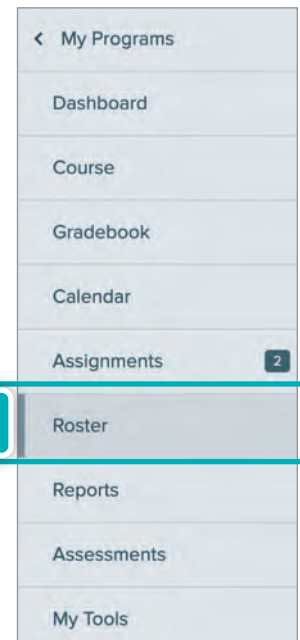 < My Programs
Dashboard
Course
Gradebook
Calendar
Assignments 2
Roster
Reports
Assessments
My Tools